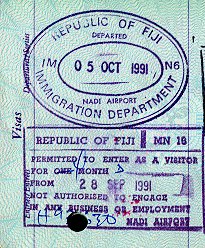 REPUBLIC OF FIJI
DEPARTED
IM 05 OCT 1991 N6
NADI AIRPORT
IMMIGRATION DEPARTMENT
Visas
REPUBLIC OF FIJI MN 16
PERMITTED TO ENTER AS A VISITOR
FOR ONE MONTH
FROM 28 SEP 1991
NOT AUTHORISED TO ENGAGE
IN ANY BUSINESS OR EMPLOYMENT
NADI AIRPORT